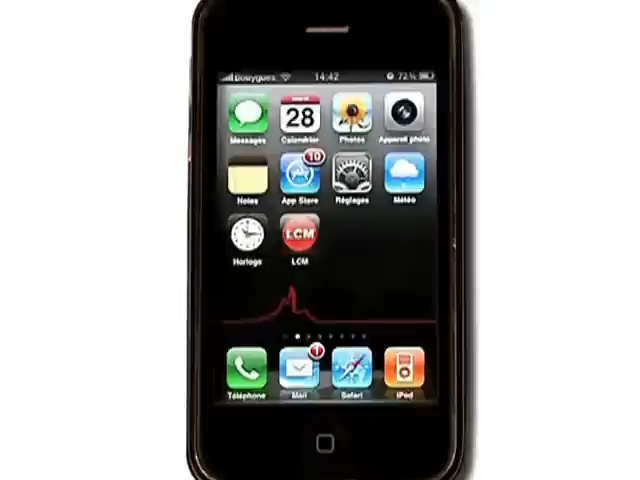 Bouygues 14:42 72 %
28
Messages Calendrier Photos Appareil photo
10
Notes App Store Réglages Météo
LCM
Horloge LCM
1
Téléphone Mail Safari iPod